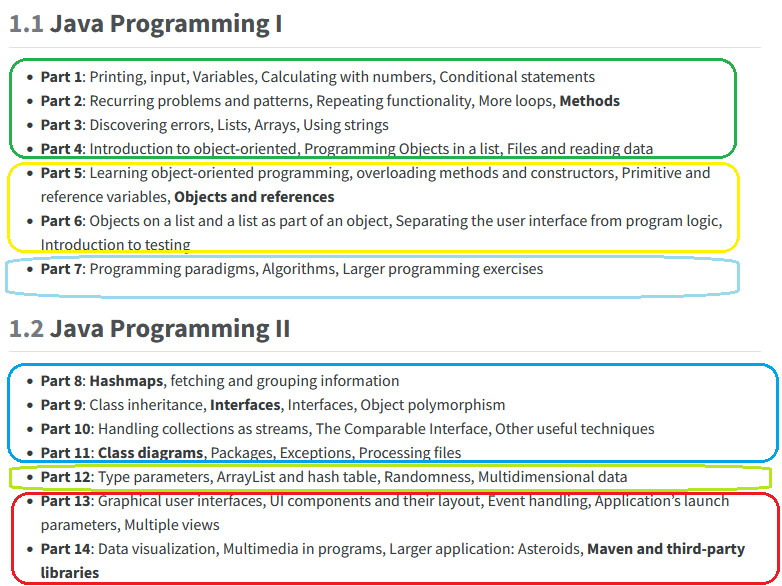 1.1 Java Programming I
• Part 1: Printing, input, Variables, Calculating with numbers, Conditional statements
• Part 2: Recurring problems and patterns, Repeating functionality, More loops, Methods
• Part 3: Discovering errors, Lists, Arrays, Using strings
• Part 4: Introduction to object-oriented, Programming Objects in a list, Files and reading data
• Part 5: Learning object-oriented programming, overloading methods and constructors, Primitive and
reference variables, Objects and references
• Part 6: Objects on a list and a list as part of an object, Separating the user interface from program logic,
Introduction to testing
• Part 7: Programming paradigms, Algorithms, Larger programming exercises
1.2 Java Programming II
• Part 8: Hashmaps, fetching and grouping information
• Part 9: Class inheritance, Interfaces, Interfaces, Object polymorphism
• Part 10: Handling collections as streams, The Comparable Interface, Other useful techniques
• Part 11: Class diagrams, Packages, Exceptions, Processing files
• Part 12: Type parameters, ArrayList and hash table, Randomness, Multidimensional data
• Part 13: Graphical user interfaces, UI components and their layout, Event handling, Application's launch
parameters, Multiple views
• Part 14: Data visualization, Multimedia in programs, Larger application: Asteroids, Maven and third-party
libraries